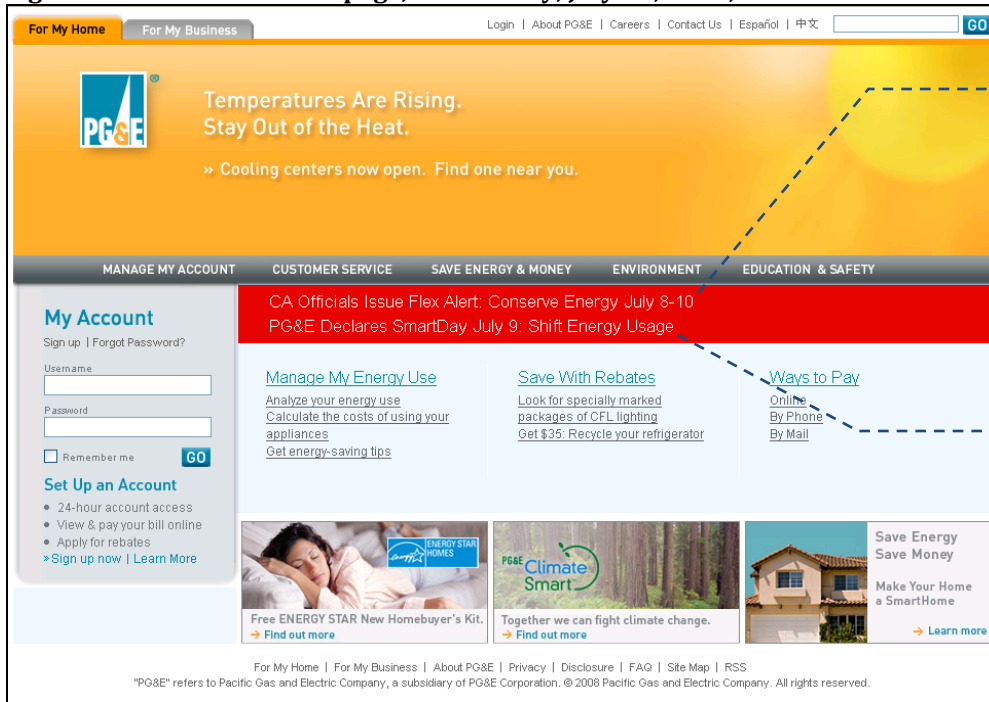 For My Home
For My Business
Login | About PG&E | Careers | Contact Us | Español | 中文
GO
PG&E®
Temperatures Are Rising.
Stay Out of the Heat.
» Cooling centers now open. Find one near you.
MANAGE MY ACCOUNT CUSTOMER SERVICE SAVE ENERGY & MONEY ENVIRONMENT EDUCATION & SAFETY
My Account
Sign up | Forgot Password?
Username
Password
Remember me GO
Set Up an Account
• 24-hour account access
• View & pay your bill online
• Apply for rebates
» Sign up now | Learn More
CA Officials Issue Flex Alert: Conserve Energy July 8-10
PG&E Declares SmartDay July 9: Shift Energy Usage
Manage My Energy Use
Analyze your energy use
Calculate the costs of using your
appliances
Get energy-saving tips
Save With Rebates
Look for specially marked
packages of CFL lighting
Get $35: Recycle your refrigerator
Ways to Pay
Online
By Phone
By Mail
energy
ENERGY STAR
HOMES
Free ENERGY STAR New Homebuyer's Kit.
→ Find out more
PG&E
Climate
Smart
Together we can fight climate change.
→ Find out more
Save Energy
Save Money
Make Your Home
a SmartHome
→ Learn more
For My Home | For My Business | About PG&E | Privacy | Disclosure | FAQ | Site Map | RSS
"PG&E" refers to Pacific Gas and Electric Company, a subsidiary of PG&E Corporation. © 2008 Pacific Gas and Electric Company. All rights reserved.